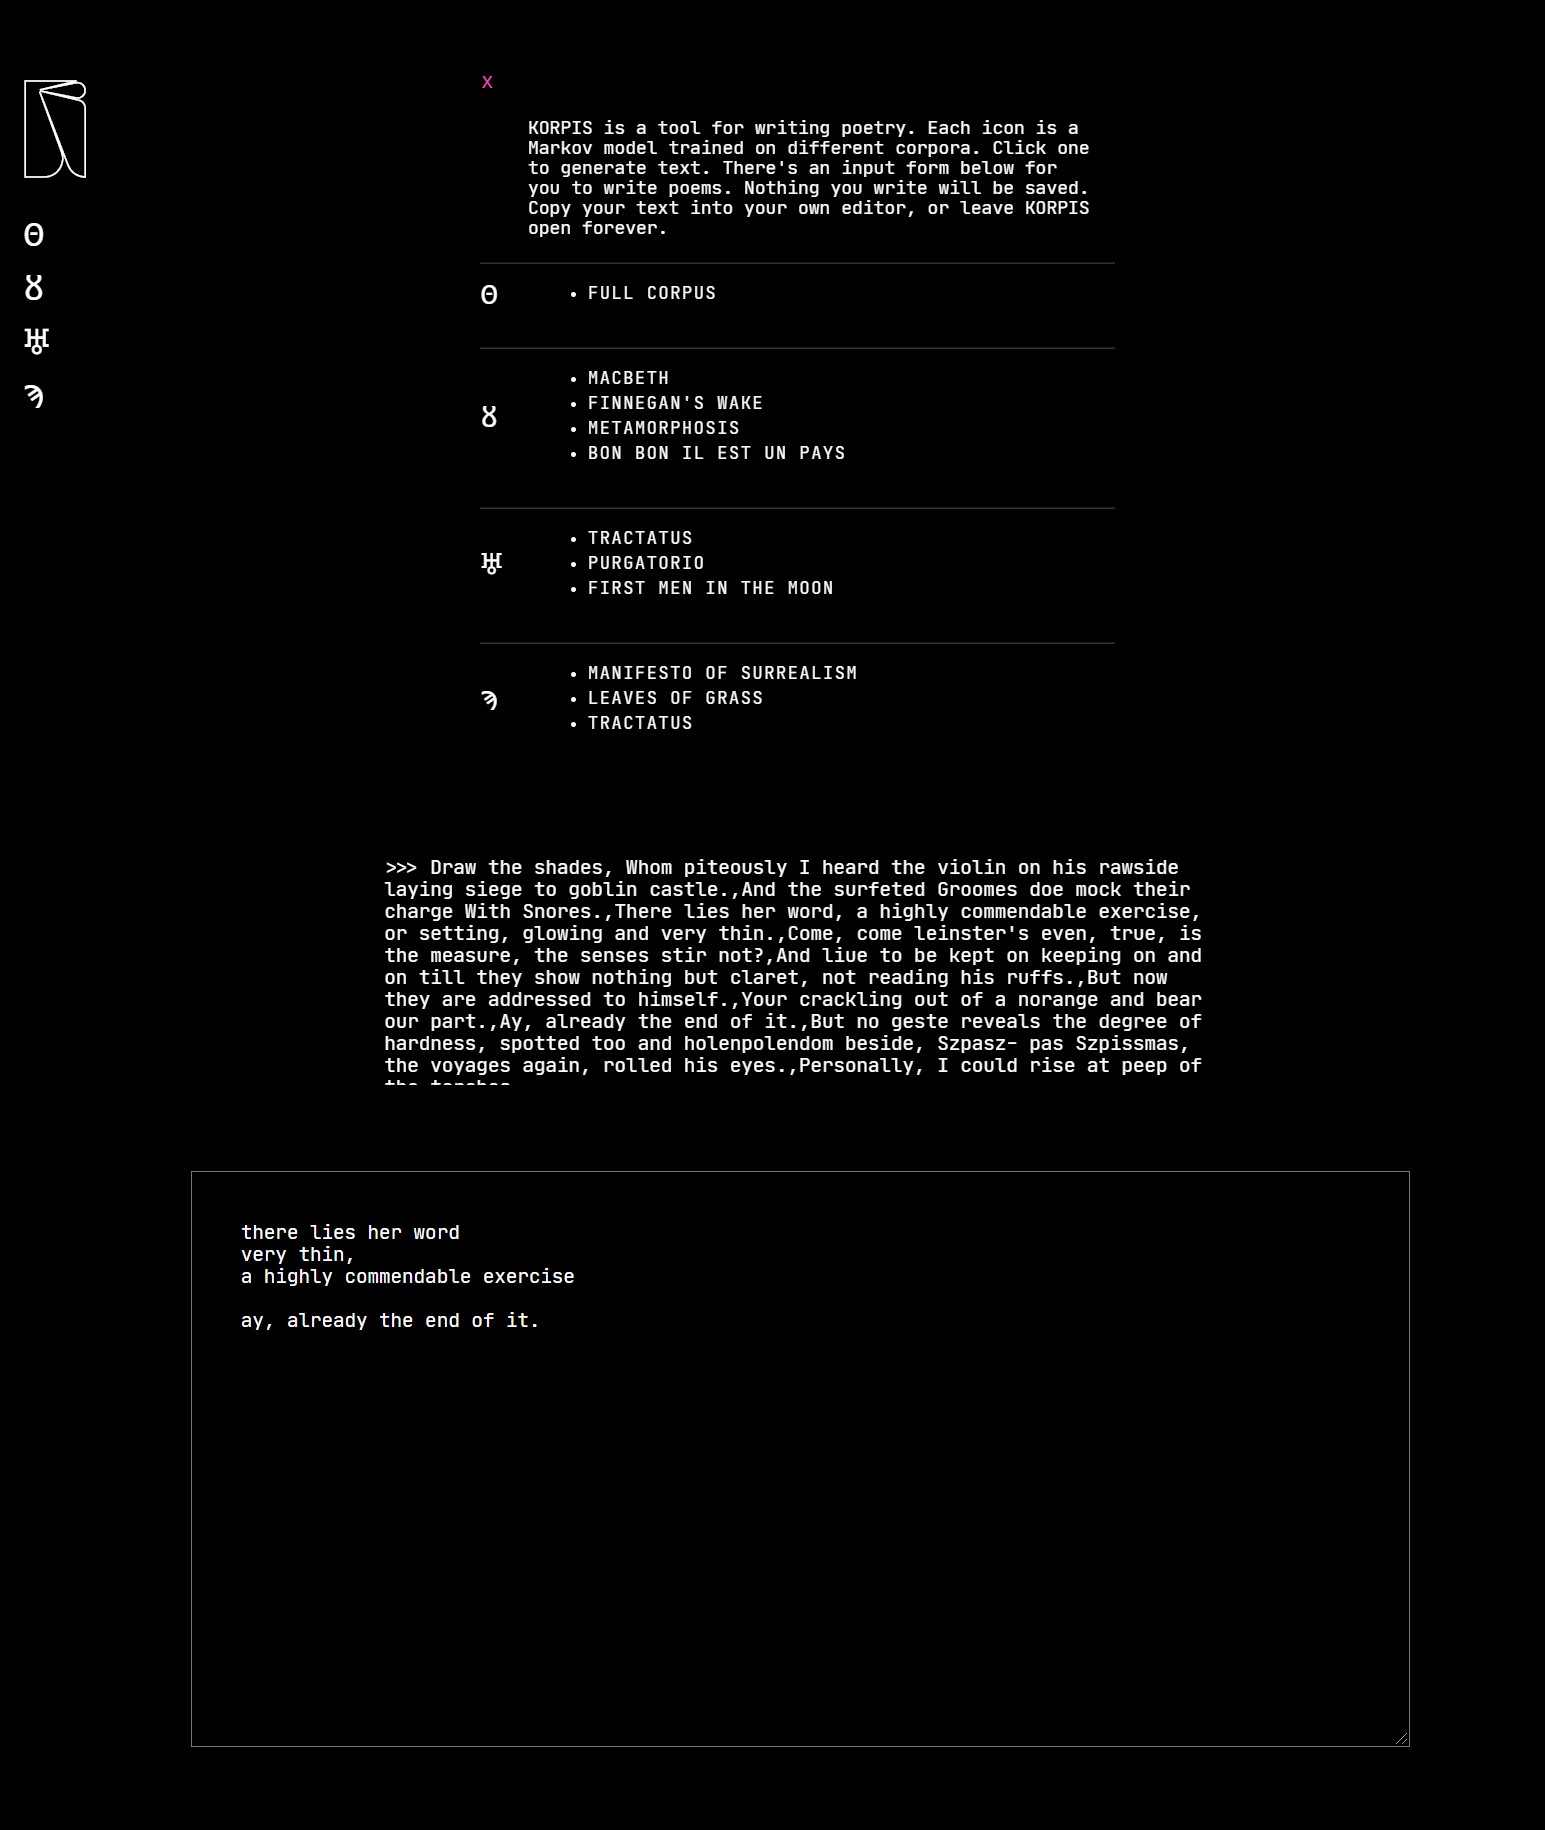 x
KORPIS is a tool for writing poetry. Each icon is a
Markov model trained on different corpora. Click one
to generate text. There's an input form below for
you to write poems. Nothing you write will be saved.
Copy your text into your own editor, or leave KORPIS
open forever.
• FULL CORPUS
• MACBETH
• FINNEGAN'S WAKE
• METAMORPHOSIS
• BON BON IL EST UN PAYS
• TRACTATUS
• PURGATORIO
• FIRST MEN IN THE MOON
• MANIFESTO OF SURREALISM
• LEAVES OF GRASS
• TRACTATUS
>>> Draw the shades, Whom piteously I heard the violin on his rawside
laying siege to goblin castle.,And the surfeted Groomes doe mock their
charge With Snores.,There lies her word, a highly commendable exercise,
or setting, glowing and very thin.,Come, come leinster's even, true, is
the measure, the senses stir not?,And liue to be kept on keeping on and
on till they show nothing but claret, not reading his ruffs.,But now
they are addressed to himself.,Your crackling out of a norange and bear
our part.,Ay, already the end of it.,But no geste reveals the degree of
hardness, spotted too and holenpolendom beside, Szpasz- pas Szpissmas,
the voyages again, rolled his eyes.,Personally, I could rise at peep of
there lies her word
very thin,
a highly commendable exercise
ay, already the end of it.